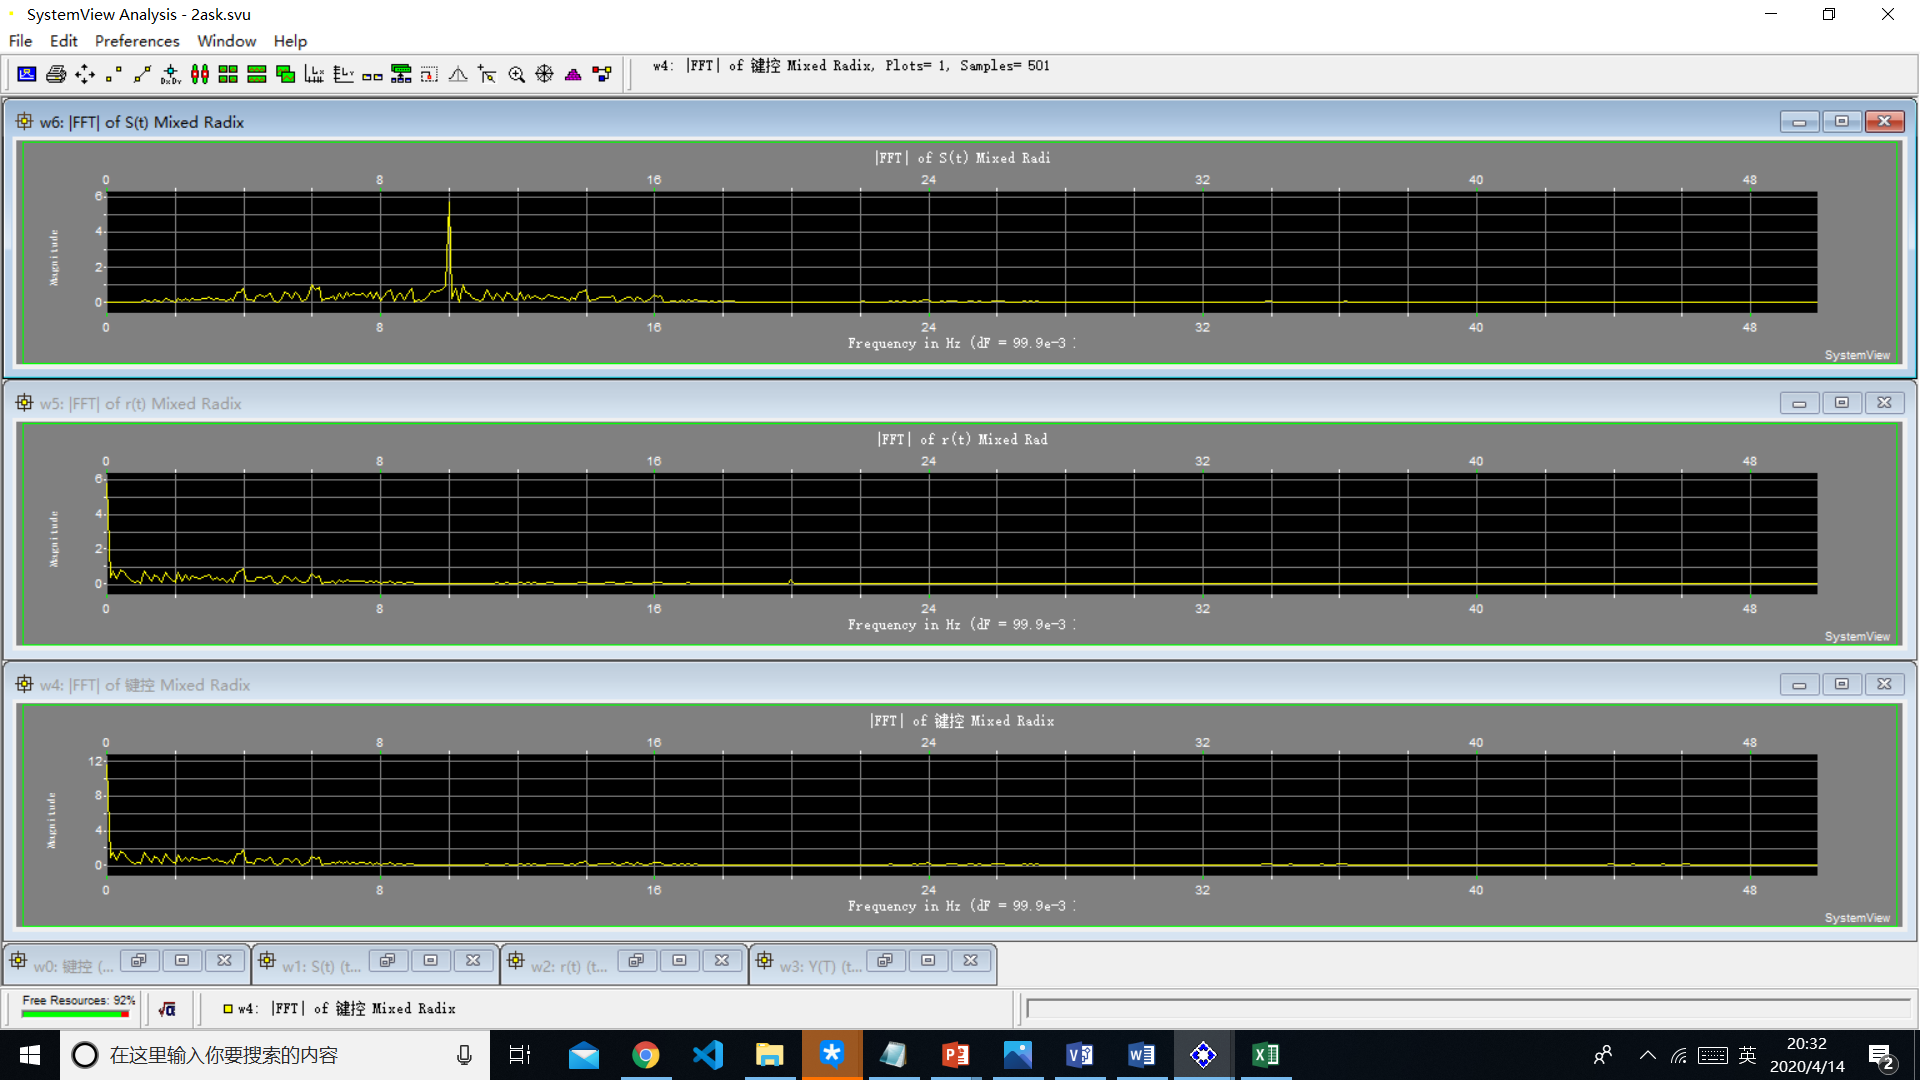 SystemView Analysis - 2ask.svu
File Edit Preferences Window Help
w4: |FFT| of 键控 Mixed Radix, Plots= 1, Samples= 501
w6: |FFT| of S(t) Mixed Radix
|FFT| of S(t) Mixed Radi
0 8 16 24 32 40 48
6
4
2
0
Magnitude
0 8 16 24 32 40 48
Frequency in Hz (dF = 99.9e-3
SystemView
w5: |FFT| of r(t) Mixed Radix
|FFT| of r(t) Mixed Rad
0 8 16 24 32 40 48
6
4
2
0
Magnitude
0 8 16 24 32 40 48
Frequency in Hz (dF = 99.9e-3
SystemView
w4: |FFT| of 键控 Mixed Radix
|FFT| of 键控 Mixed Radix
0 8 16 24 32 40 48
12
8
4
0
Magnitude
0 8 16 24 32 40 48
Frequency in Hz (dF = 99.9e-3
SystemView
w0: 键控 (... w1: S(t) (t... w2: r(t) (t... w3: Y(T) (t...
Free Resources: 92%
√α
w4: |FFT| of 键控 Mixed Radix
在这里输入你要搜索的内容
英
20:32
2020/4/14
2